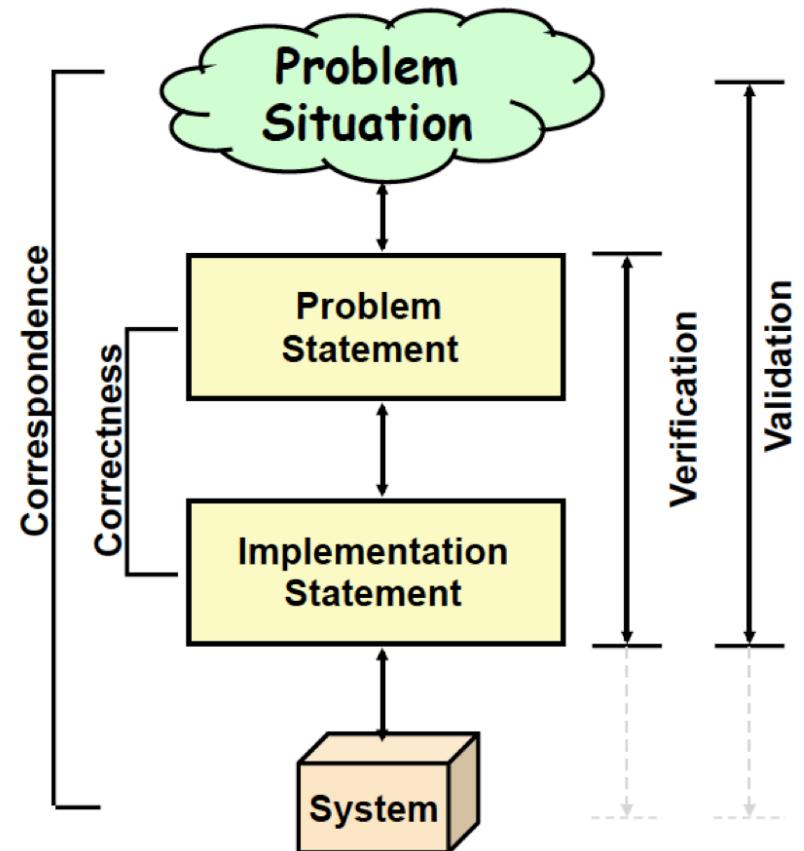 Problem
Situation
Problem
Statement
Implementation
Statement
System
Correspondence
Correctness
Verification
Validation